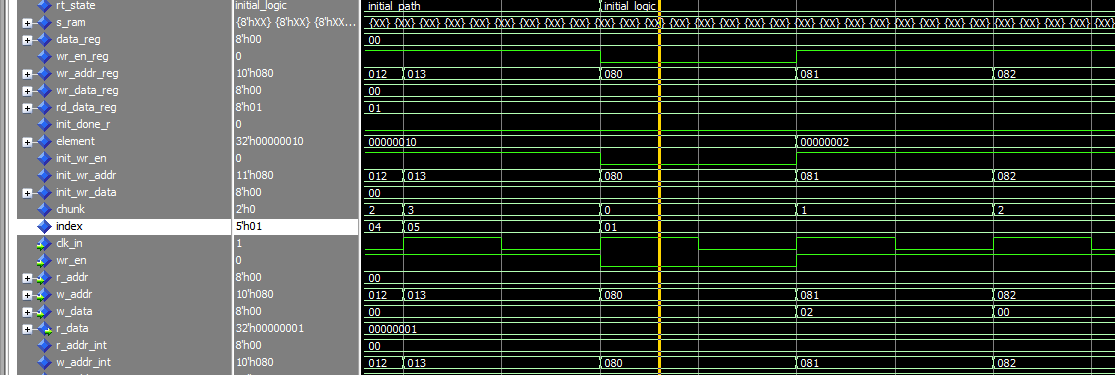 rt_state initial_logic initial_path initial_logic
s_ram {8'hXX} {8'hXX} {8'hXX... {XX} {XX} {XX} {XX} {XX} {XX} {XX} {XX} {XX} {XX} {XX} {XX} {XX} {XX} {XX} {XX} {XX} {XX} {XX} {XX} {XX} {XX} {XX} {XX} {XX} {XX} {XX} {XX} {XX}
data_reg 8'h00 00
wr_en_reg 0
wr_addr_reg 10'h080 012 013 080 081 082
wr_data_reg 8'h00 00
rd_data_reg 8'h01 01
init_done_r 0
element 32'h00000010 00000010 00000002
init_wr_en 0
init_wr_addr 11'h080 012 013 080 081 082
init_wr_data 8'h00 00
chunk 2'h0 2 3 0 1 2
index 5'h01 04 05 01
clk_in 1
wr_en 0
r_addr 8'h00 00
w_addr 10'h080 012 013 080 081 082
w_data 8'h00 00 02 00
r_data 32'h00000001 00000001
r_addr_int 8'h00 00
w_addr_int 10'h080 012 013 080 081 082